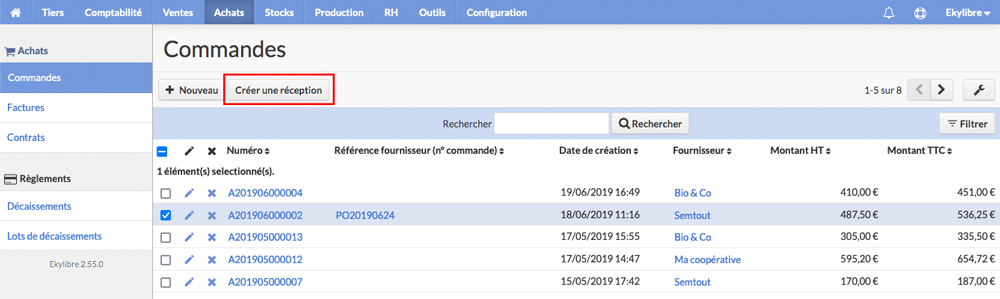 Tiers Comptabilité Ventes Achats Stocks Production RH Outils Configuration Ekylibre
Achats
Commandes
Factures
Contrats
Règlements
Décaissements
Lots de décaissements
Ekylibre 2.55.0
Commandes
Nouveau Créer une réception 1-5 sur 8
Rechercher Rechercher Filtrer
Numéro Référence fournisseur (n° commande) Date de création Fournisseur Montant HT Montant TTC
1 élément(s) selectionné(s).
A201906000004 19/06/2019 16:49 Bio & Co 410,00 € 451,00 €
A201906000002 PO20190624 18/06/2019 11:16 Semtout 487,50 € 536,25 €
A201905000013 17/05/2019 15:55 Bio & Co 305,00 € 335,50 €
A201905000012 17/05/2019 14:47 Ma coopérative 595,20 € 654,72 €
A201905000007 15/05/2019 17:42 Semtout 170,00 € 187,00 €